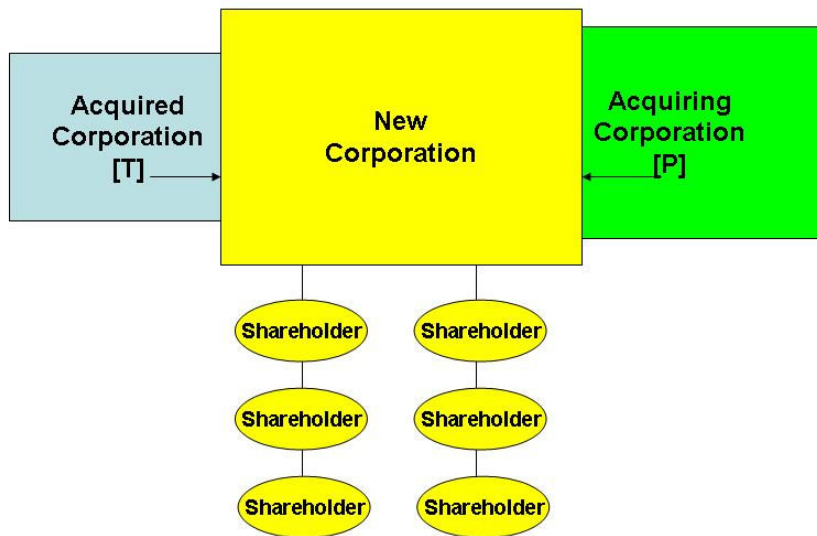 Acquired
Corporation
[T]
New
Corporation
Acquiring
Corporation
[P]
Shareholder
Shareholder
Shareholder
Shareholder
Shareholder
Shareholder